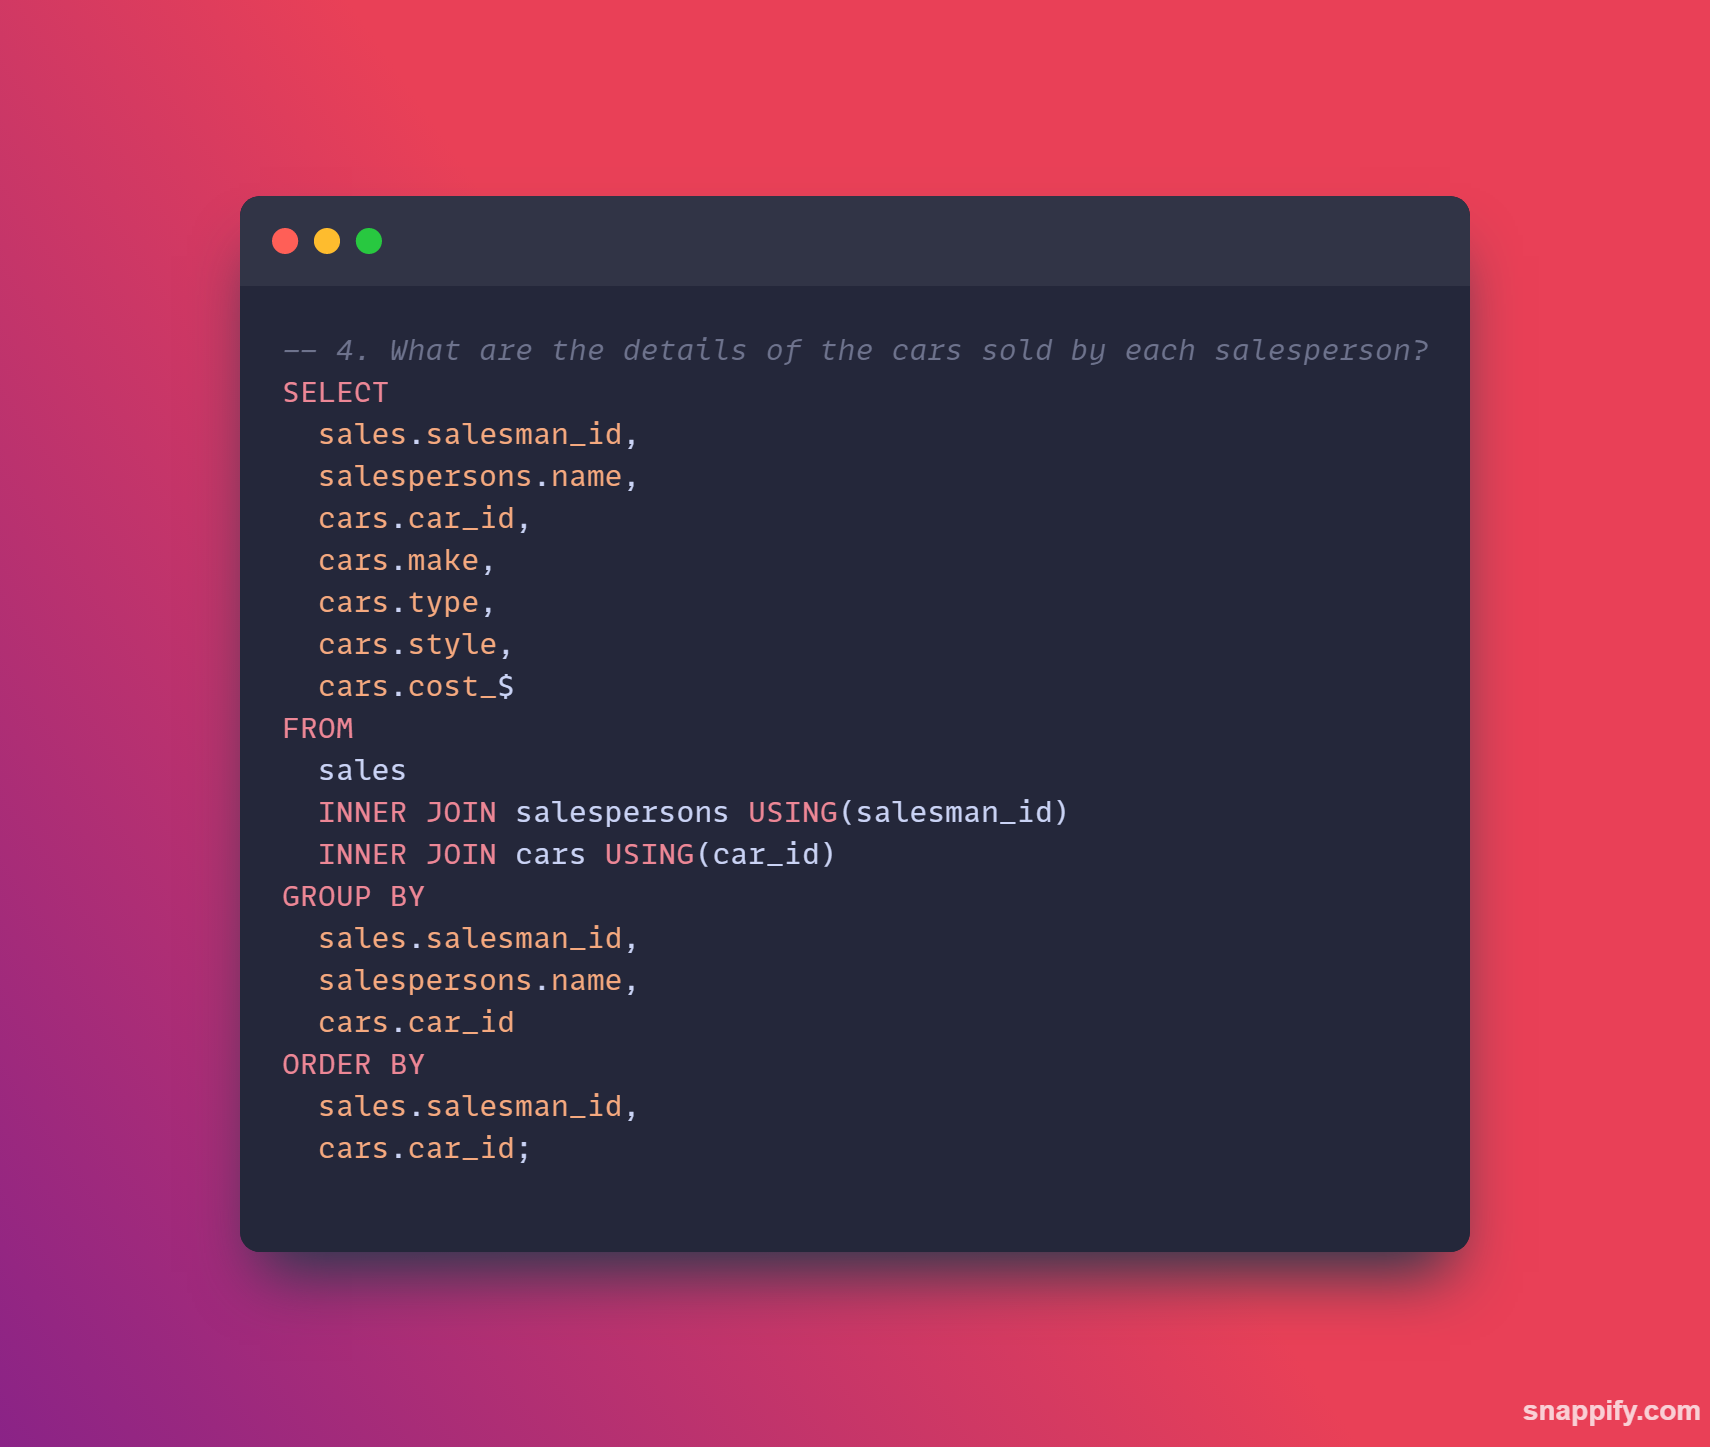 -- 4. What are the details of the cars sold by each salesperson?
SELECT
  sales.salesman_id,
  salespersons.name,
  cars.car_id,
  cars.make,
  cars.type,
  cars.style,
  cars.cost_$
FROM
  sales
  INNER JOIN salespersons USING(salesman_id)
  INNER JOIN cars USING(car_id)
GROUP BY
  sales.salesman_id,
  salespersons.name,
  cars.car_id
ORDER BY
  sales.salesman_id,
  cars.car_id;
snappify.com